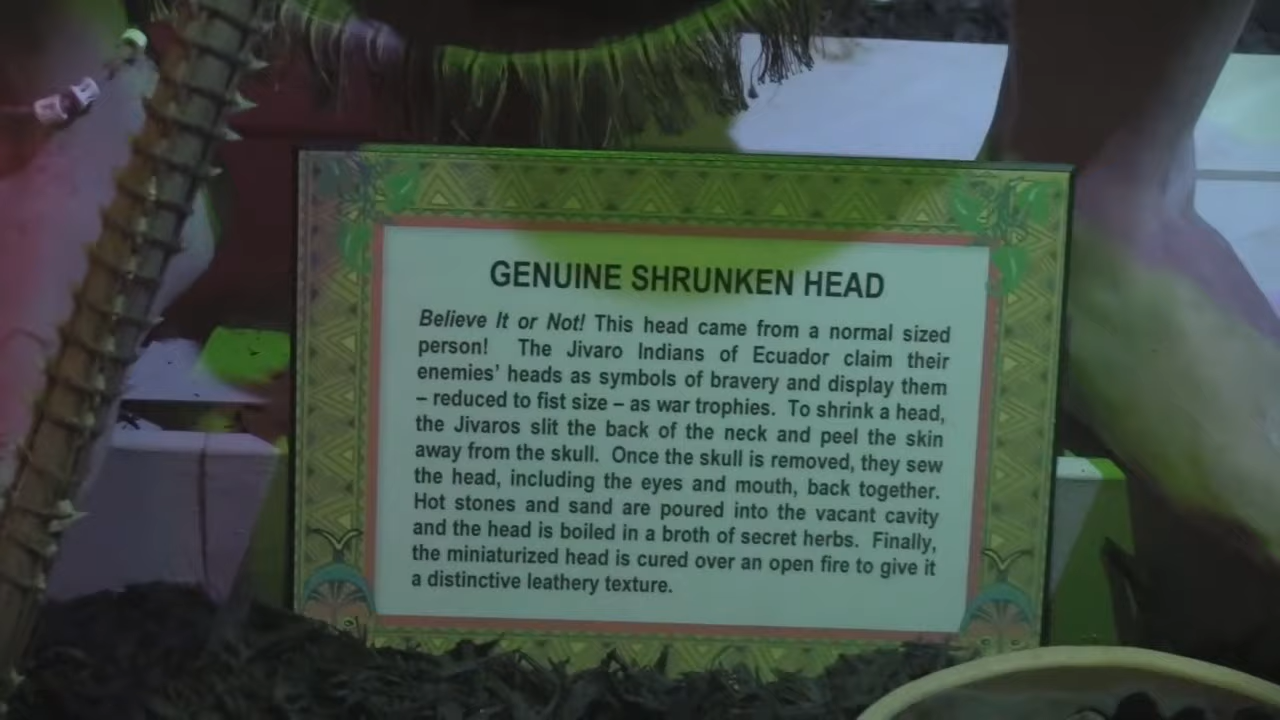 GENUINE SHRUNKEN HEAD
Believe It or Not! This head came from a normal sized
person! The Jivaro Indians of Ecuador claim their
enemies' heads as symbols of bravery and display them
– reduced to fist size – as war trophies. To shrink a head,
the Jivaros slit the back of the neck and peel the skin
away from the skull. Once the skull is removed, they sew
the head, including the eyes and mouth, back together.
Hot stones and sand are poured into the vacant cavity
and the head is boiled in a broth of secret herbs. Finally,
the miniaturized head is cured over an open fire to give it
a distinctive leathery texture.